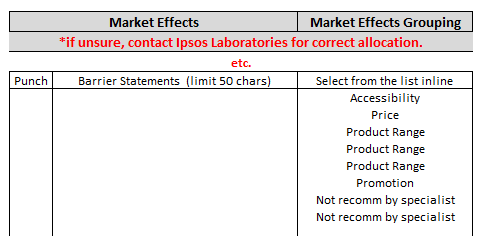 Market Effects Market Effects Grouping
*if unsure, contact Ipsos Laboratories for correct allocation.
etc.
Punch Barrier Statements (limit 50 chars) Select from the list inline
Accessibility
Price
Product Range
Product Range
Product Range
Promotion
Not recomm by specialist
Not recomm by specialist